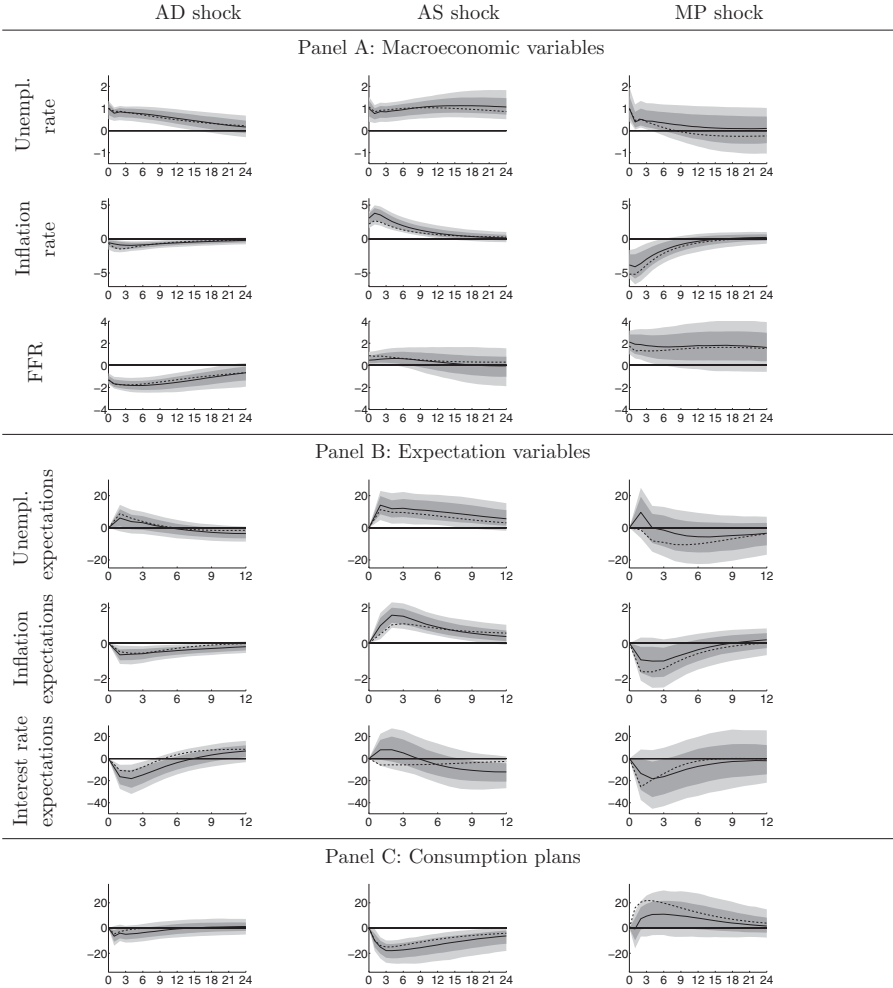 AD shock AS shock MP shock
Panel A: Macroeconomic variables
Unempl. rate
2 1 0 −1
0 3 6 9 12 15 18 21 24
2 1 0 −1
0 3 6 9 12 15 18 21 24
2 1 0 −1
0 3 6 9 12 15 18 21 24
Inflation rate
5 0 −5
0 3 6 9 12 15 18 21 24
5 0 −5
0 3 6 9 12 15 18 21 24
5 0 −5
0 3 6 9 12 15 18 21 24
FFR
4 2 0 −2 −4
0 3 6 9 12 15 18 21 24
4 2 0 −2 −4
0 3 6 9 12 15 18 21 24
4 2 0 −2 −4
0 3 6 9 12 15 18 21 24
Panel B: Expectation variables
Unempl. expectations
20 0 −20
0 3 6 9 12
20 0 −20
0 3 6 9 12
20 0 −20
0 3 6 9 12
Inflation expectations
2 0 −2
0 3 6 9 12
2 0 −2
0 3 6 9 12
2 0 −2
0 3 6 9 12
Interest rate expectations
20 0 −20 −40
0 3 6 9 12
20 0 −20 −40
0 3 6 9 12
20 0 −20 −40
0 3 6 9 12
Panel C: Consumption plans
20 0 −20
0 3 6 9 12 15 18 21 24
20 0 −20
0 3 6 9 12 15 18 21 24
20 0 −20
0 3 6 9 12 15 18 21 24